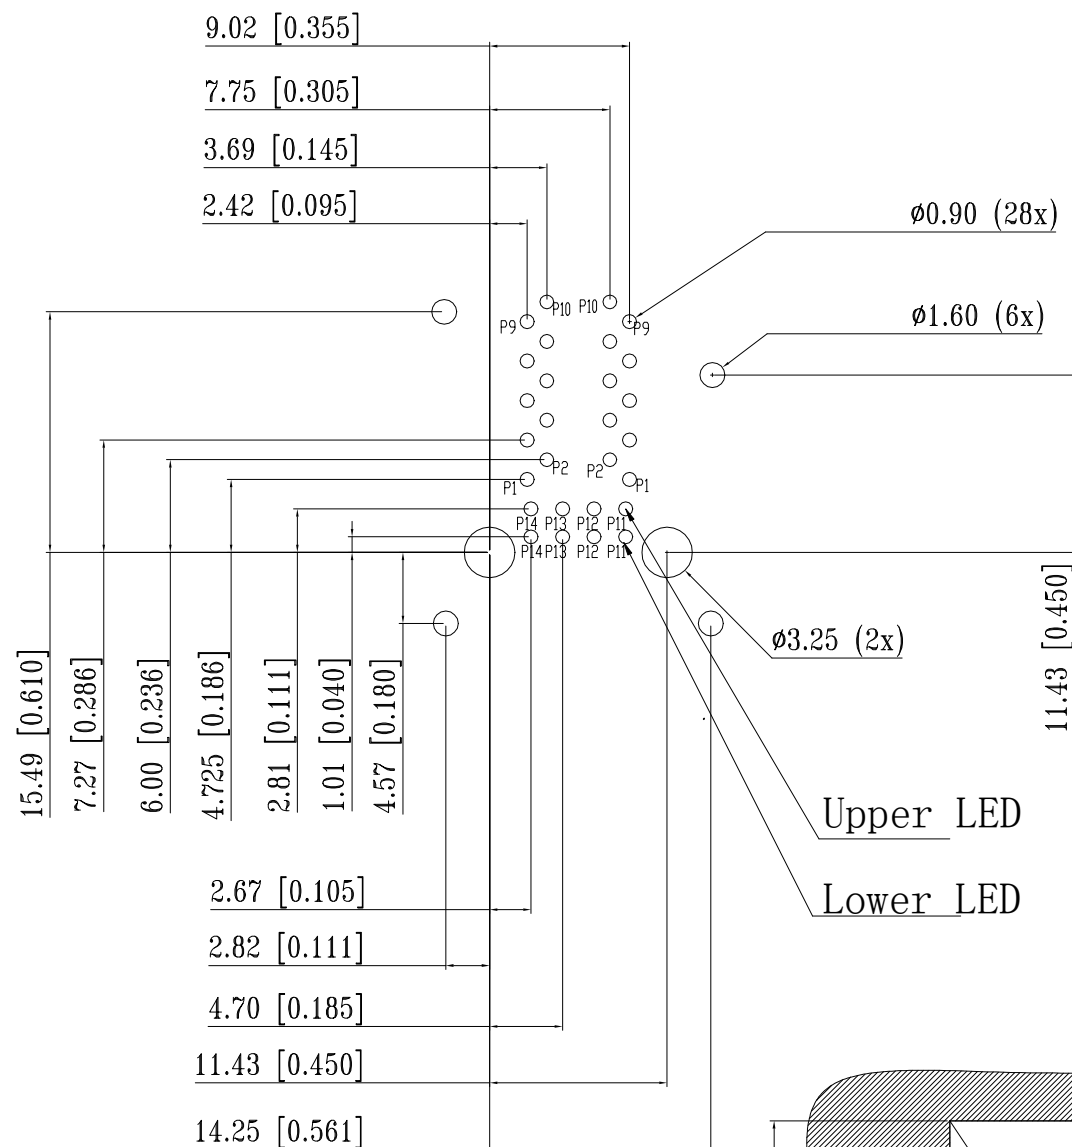 9.02 [0.355]
7.75 [0.305]
3.69 [0.145]
2.42 [0.095]
ø0.90 (28x)
P10 P10
P9 P9
ø1.60 (6x)
P2 P2
P1 P1
P14 P13 P12 P11
P14 P13 P12 P11
ø3.25 (2x)
11.43 [0.450]
15.49 [0.610]
7.27 [0.286]
6.00 [0.236]
4.725 [0.186]
2.81 [0.111]
1.01 [0.040]
4.57 [0.180]
Upper LED
Lower LED
2.67 [0.105]
2.82 [0.111]
4.70 [0.185]
11.43 [0.450]
14.25 [0.561]